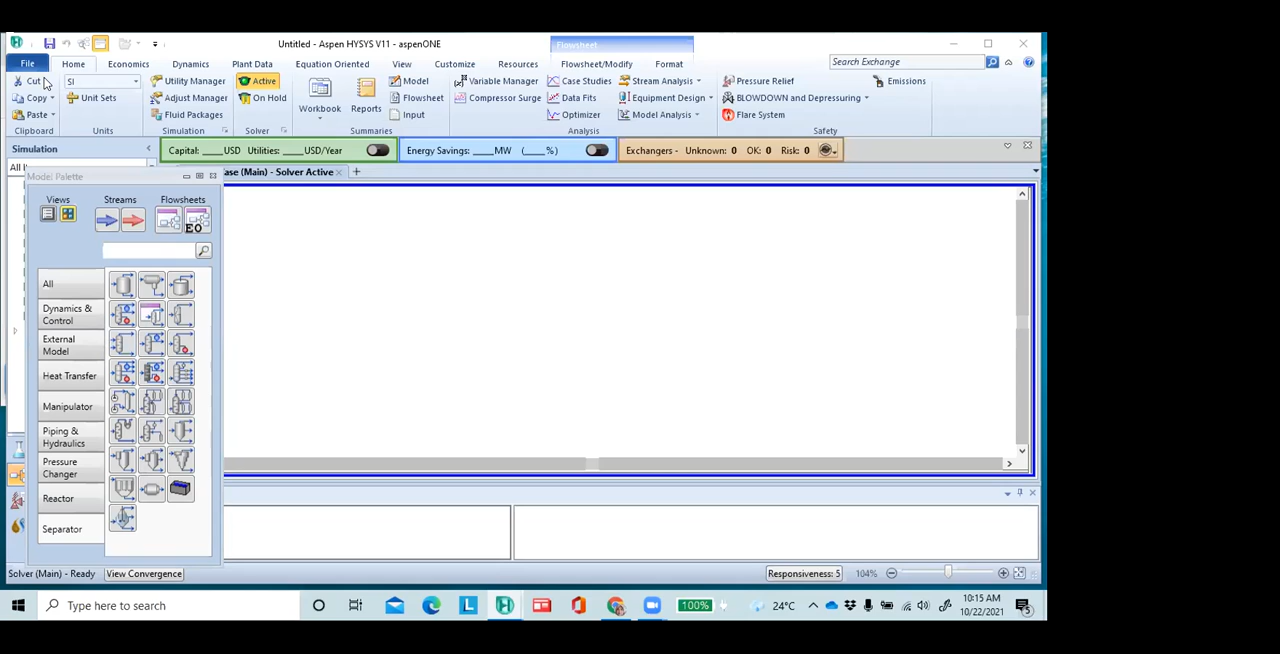 Untitled - Aspen HYSYS V11 - aspenONE
Flowsheet
File Home Economics Dynamics Plant Data Equation Oriented View Customize Resources Flowsheet/Modify Format
Search Exchange
Cut
Copy
Paste
Clipboard
SI
Unit Sets
Units
Utility Manager
Adjust Manager
Fluid Packages
Simulation
Active
On Hold
Solver
Workbook
Reports
Model
Flowsheet
Input
Summaries
Variable Manager
Compressor Surge
Case Studies
Data Fits
Optimizer
Stream Analysis
Equipment Design
Model Analysis
Analysis
Pressure Relief
BLOWDOWN and Depressuring
Flare System
Safety
Emissions
Simulation
Capital: ____USD Utilities: ____USD/Year
Energy Savings: ____MW (____%)
Exchangers - Unknown: 0 OK: 0 Risk: 0
ase (Main) - Solver Active
Model Palette
Views
Streams
Flowsheets
EO
All
Dynamics &
Control
External
Model
Heat Transfer
Manipulator
Piping &
Hydraulics
Pressure
Changer
Reactor
Separator
Solver (Main) - Ready
View Convergence
Responsiveness: 5
104%
Type here to search
100%
24°C
10:15 AM
10/22/2021
5